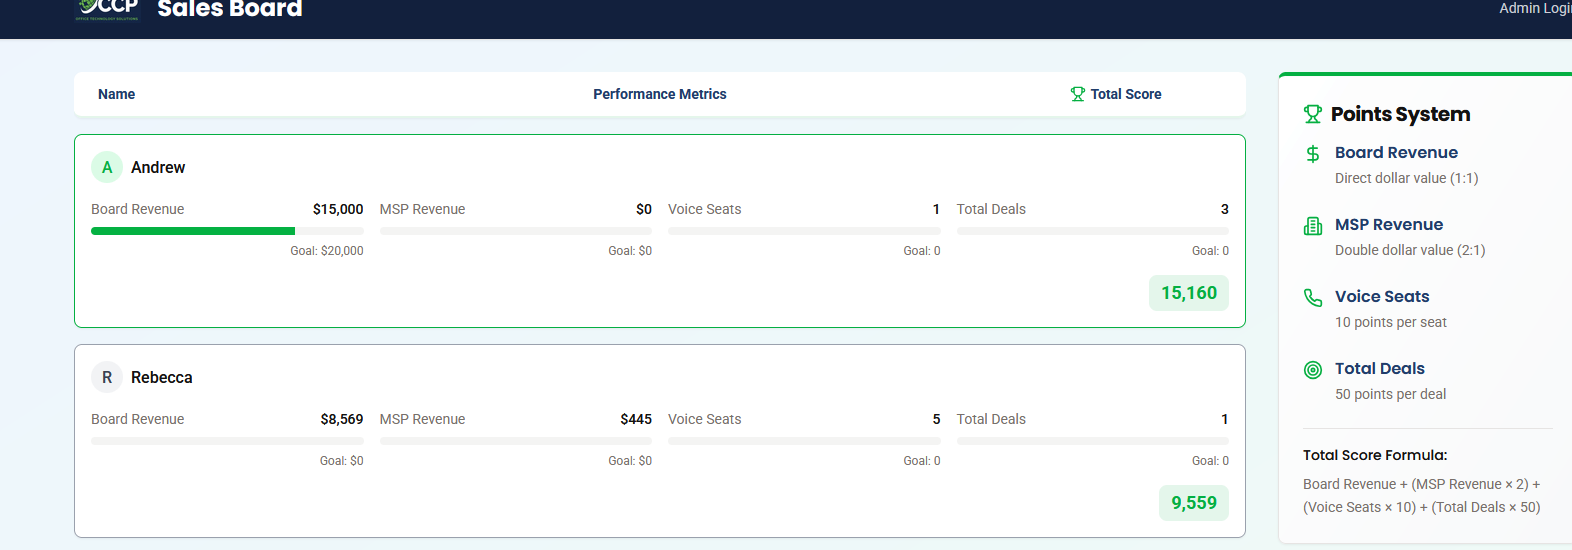 CCP
OFFICE TECHNOLOGY SOLUTIONS
Sales Board
Admin Login
Name
Performance Metrics
Total Score
A
Andrew
Board Revenue
$15,000
MSP Revenue
$0
Voice Seats
1
Total Deals
3
Goal: $20,000
Goal: $0
Goal: 0
Goal: 0
15,160
R
Rebecca
Board Revenue
$8,569
MSP Revenue
$445
Voice Seats
5
Total Deals
1
Goal: $0
Goal: $0
Goal: 0
Goal: 0
9,559
Points System
Board Revenue
Direct dollar value (1:1)
MSP Revenue
Double dollar value (2:1)
Voice Seats
10 points per seat
Total Deals
50 points per deal
Total Score Formula:
Board Revenue + (MSP Revenue × 2) +
(Voice Seats × 10) + (Total Deals × 50)